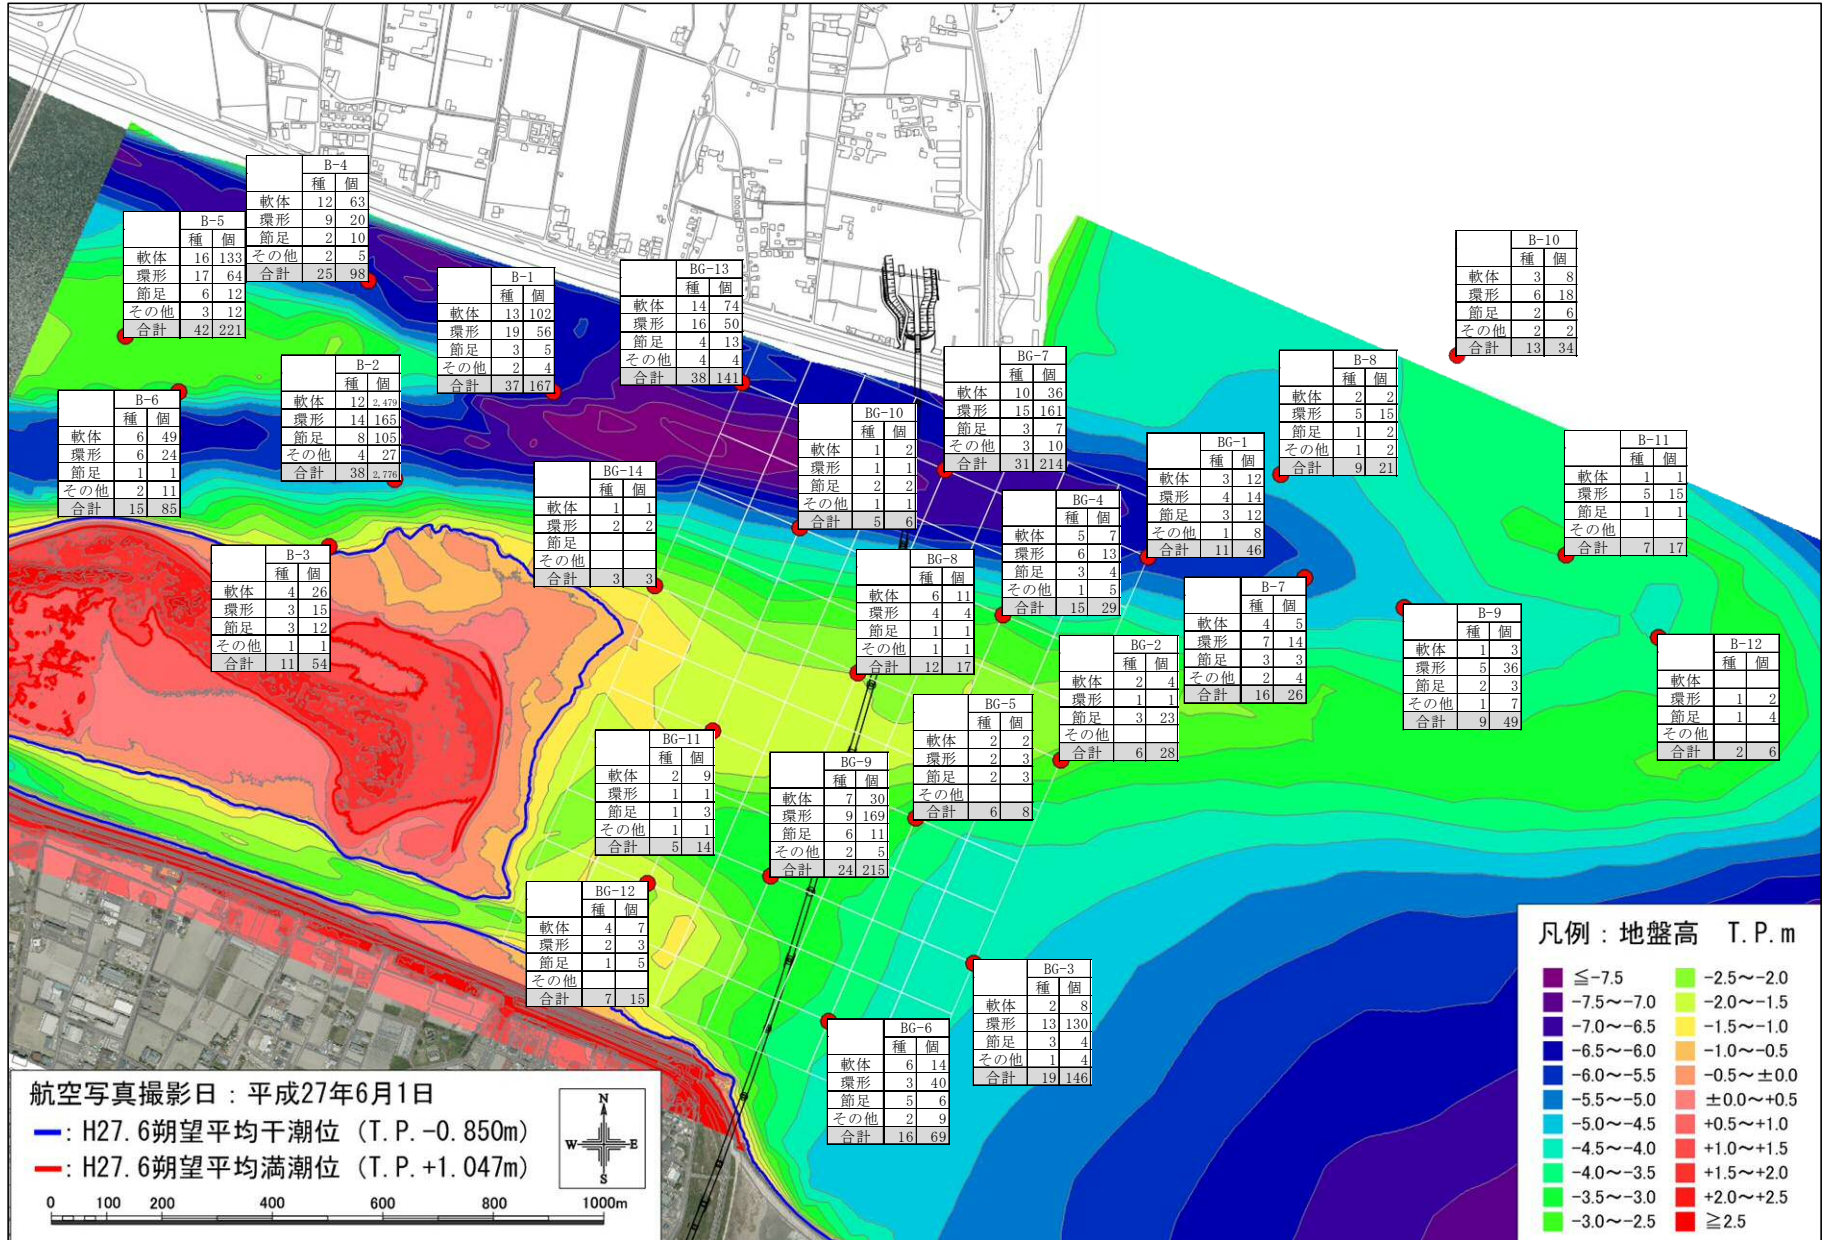 B-4
種 個
軟体 12 63
環形 9 20
節足 2 10
その他 2 5
合計 25 98
B-5
種 個
軟体 16 133
環形 17 64
節足 6 12
その他 3 12
合計 42 221
B-1
種 個
軟体 13 102
環形 19 56
節足 3 5
その他 2 4
合計 37 167
BG-13
種 個
軟体 14 74
環形 16 50
節足 4 13
その他 4 4
合計 38 141
B-10
種 個
軟体 3 8
環形 6 18
節足 2 6
その他 2 2
合計 13 34
B-2
種 個
軟体 12 2,479
環形 14 165
節足 8 105
その他 4 27
合計 38 2,776
BG-7
種 個
軟体 10 36
環形 15 161
節足 3 7
その他 3 10
合計 31 214
B-8
種 個
軟体 2 2
環形 5 15
節足 1 2
その他 1 2
合計 9 21
B-6
種 個
軟体 6 49
環形 6 24
節足 1 1
その他 2 11
合計 15 85
BG-10
種 個
軟体 1 2
環形 1 1
節足 2 2
その他 1 1
合計 5 6
BG-1
種 個
軟体 3 12
環形 4 14
節足 3 12
その他 1 8
合計 11 46
B-11
種 個
軟体 1 1
環形 5 15
節足 1 1
その他
合計 7 17
BG-14
種 個
軟体 1 1
環形 2 2
節足
その他
合計 3 3
BG-4
種 個
軟体 5 7
環形 6 13
節足 3 4
その他 1 5
合計 15 29
B-3
種 個
軟体 4 26
環形 3 15
節足 3 12
その他 1 1
合計 11 54
BG-8
種 個
軟体 6 11
環形 4 4
節足 1 1
その他 1 1
合計 12 17
B-7
種 個
軟体 4 5
環形 7 14
節足 3 3
その他 2 4
合計 16 26
B-9
種 個
軟体 1 3
環形 5 36
節足 2 3
その他 1 7
合計 9 49
BG-2
種 個
軟体 2 4
環形 1 1
節足 3 23
その他
合計 6 28
B-12
種 個
軟体
環形 1 2
節足 1 4
その他
合計 2 6
BG-5
種 個
軟体 2 2
環形 2 3
節足 2 3
その他
合計 6 8
BG-11
種 個
軟体 2 9
環形 1 1
節足 1 3
その他 1 1
合計 5 14
BG-9
種 個
軟体 7 30
環形 9 169
節足 6 11
その他 2 5
合計 24 215
BG-12
種 個
軟体 4 7
環形 2 3
節足 1 5
その他
合計 7 15
BG-3
種 個
軟体 2 8
環形 13 130
節足 3 4
その他 1 4
合計 19 146
BG-6
種 個
軟体 6 14
環形 3 40
節足 5 6
その他 2 9
合計 16 69
航空写真撮影日：平成27年6月1日
：H27.6朔望平均干潮位（T.P.-0.850m）
：H27.6朔望平均満潮位（T.P.+1.047m）
0 100 200 400 600 800 1000m
N
W E
S
凡例：地盤高 T.P.m
≦-7.5
-7.5～-7.0
-7.0～-6.5
-6.5～-6.0
-6.0～-5.5
-5.5～-5.0
-5.0～-4.5
-4.5～-4.0
-4.0～-3.5
-3.5～-3.0
-3.0～-2.5
-2.5～-2.0
-2.0～-1.5
-1.5～-1.0
-1.0～-0.5
-0.5～±0.0
±0.0～+0.5
+0.5～+1.0
+1.0～+1.5
+1.5～+2.0
+2.0～+2.5
≧2.5